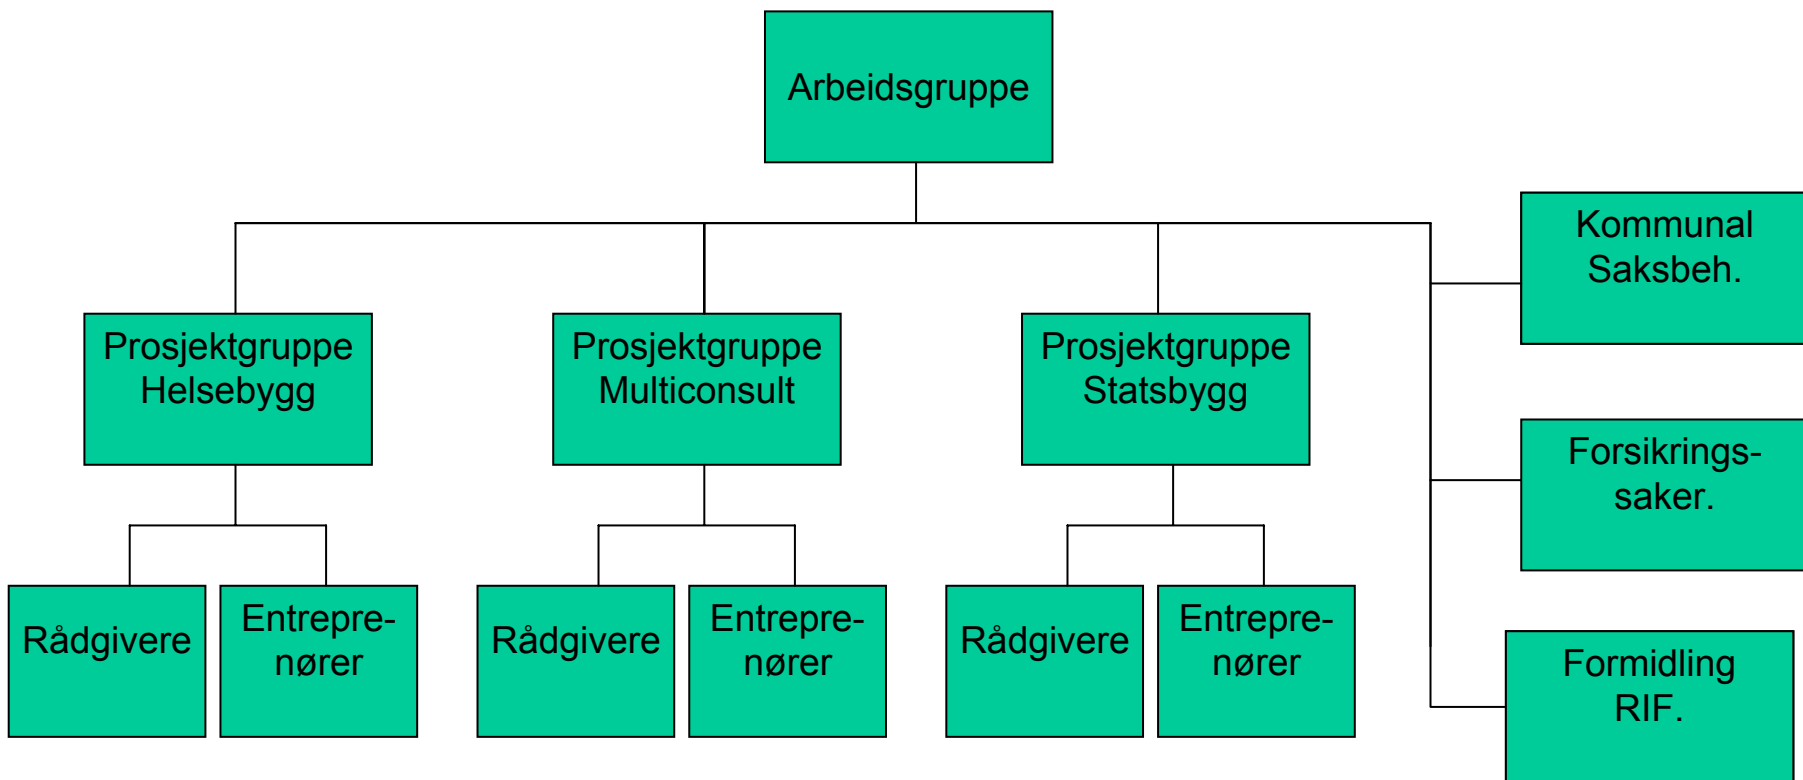 Arbeidsgruppe
Kommunal
Saksbeh.
Prosjektgruppe
Helsebygg
Prosjektgruppe
Multiconsult
Prosjektgruppe
Statsbygg
Forsikrings-
saker.
Rådgivere
Entrepre-
nører
Rådgivere
Entrepre-
nører
Rådgivere
Entrepre-
nører
Formidling
RIF.